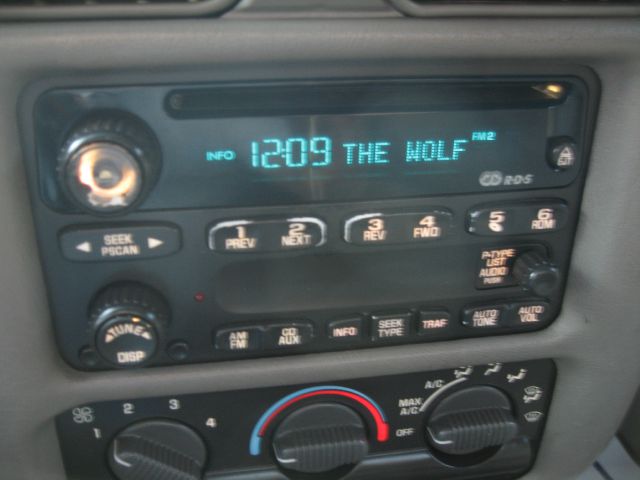 INFO 12:09 THE WOLF FM2
CD R·D·S
SEEK
PSCAN
1 PREV 2 NEXT 3 REV 4 FWD 5 6 RDM
P-TYPE
LIST
AUDIO
PUSH
TUNE
DISP
AM
FM
CD
AUX
INFO
SEEK
TYPE
TRAF
AUTO
TONE
AUTO
VOL
1 2 3 4
OFF
MAX
A/C
A/C